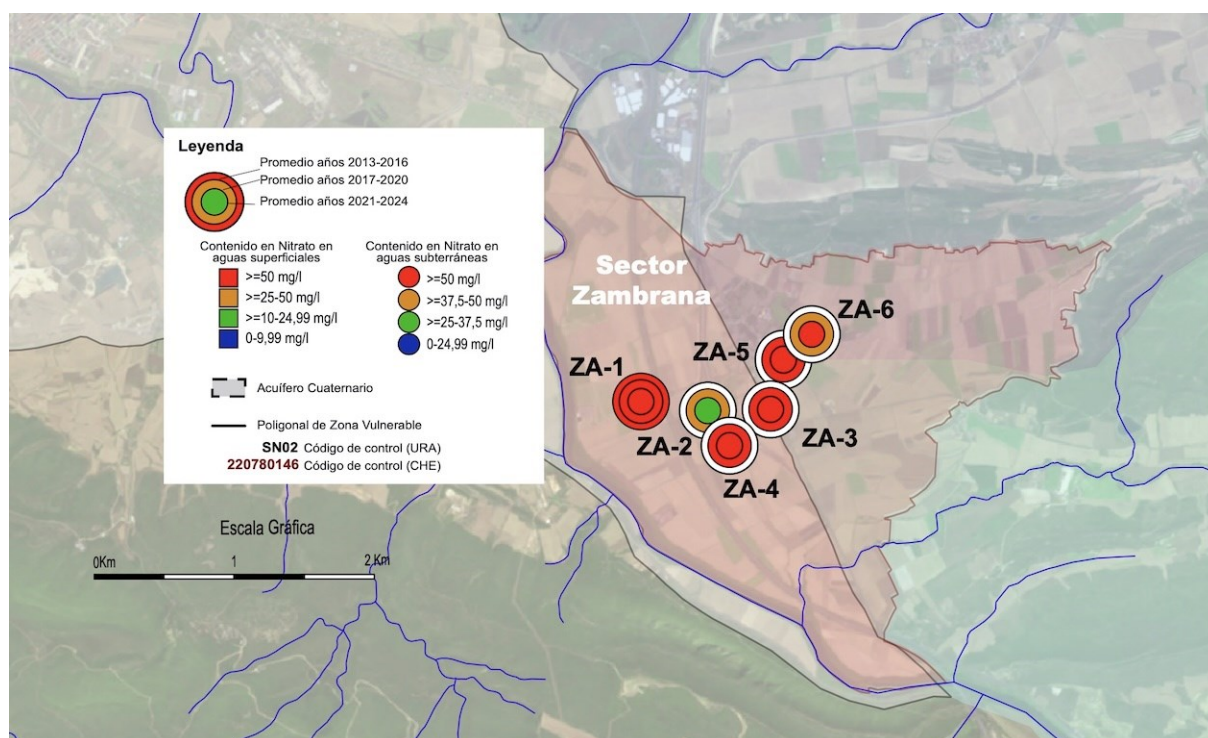 Leyenda
Promedio años 2013-2016
Promedio años 2017-2020
Promedio años 2021-2024
Contenido en Nitrato en
aguas superficiales
>=50 mg/l
>=25-50 mg/l
>=10-24,99 mg/l
0-9,99 mg/l
Contenido en Nitrato en
aguas subterráneas
>=50 mg/l
>=37,5-50 mg/l
>=25-37,5 mg/l
0-24,99 mg/l
Acuífero Cuaternario
Poligonal de Zona Vulnerable
SN02 Código de control (URA)
220780146 Código de control (CHE)
Escala Gráfica
0Km 1 2 Km
Sector
Zambrana
ZA-6
ZA-5
ZA-1
ZA-3
ZA-2
ZA-4